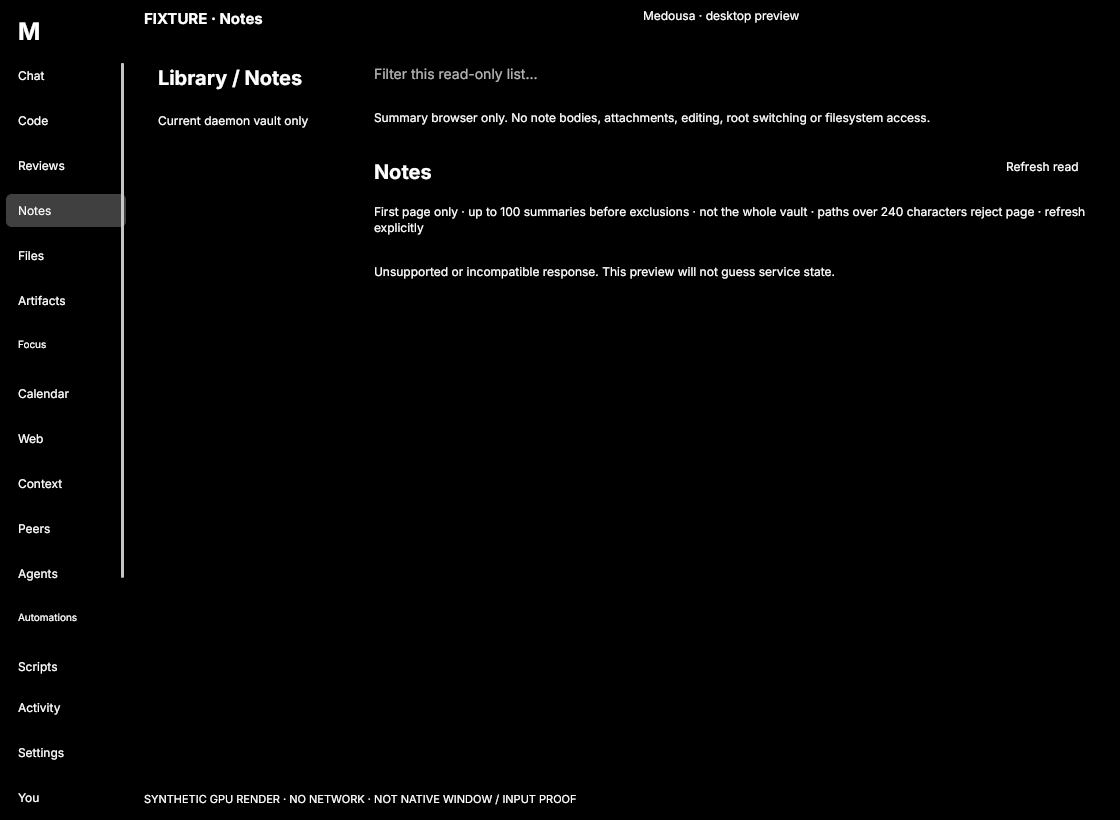 M
FIXTURE · Notes
Medousa · desktop preview
Chat
Code
Reviews
Notes
Files
Artifacts
Focus
Calendar
Web
Context
Peers
Agents
Automations
Scripts
Activity
Settings
You
Library / Notes
Current daemon vault only
Filter this read-only list...
Summary browser only. No note bodies, attachments, editing, root switching or filesystem access.
Notes
Refresh read
First page only · up to 100 summaries before exclusions · not the whole vault · paths over 240 characters reject page · refresh
explicitly
Unsupported or incompatible response. This preview will not guess service state.
SYNTHETIC GPU RENDER · NO NETWORK · NOT NATIVE WINDOW / INPUT PROOF